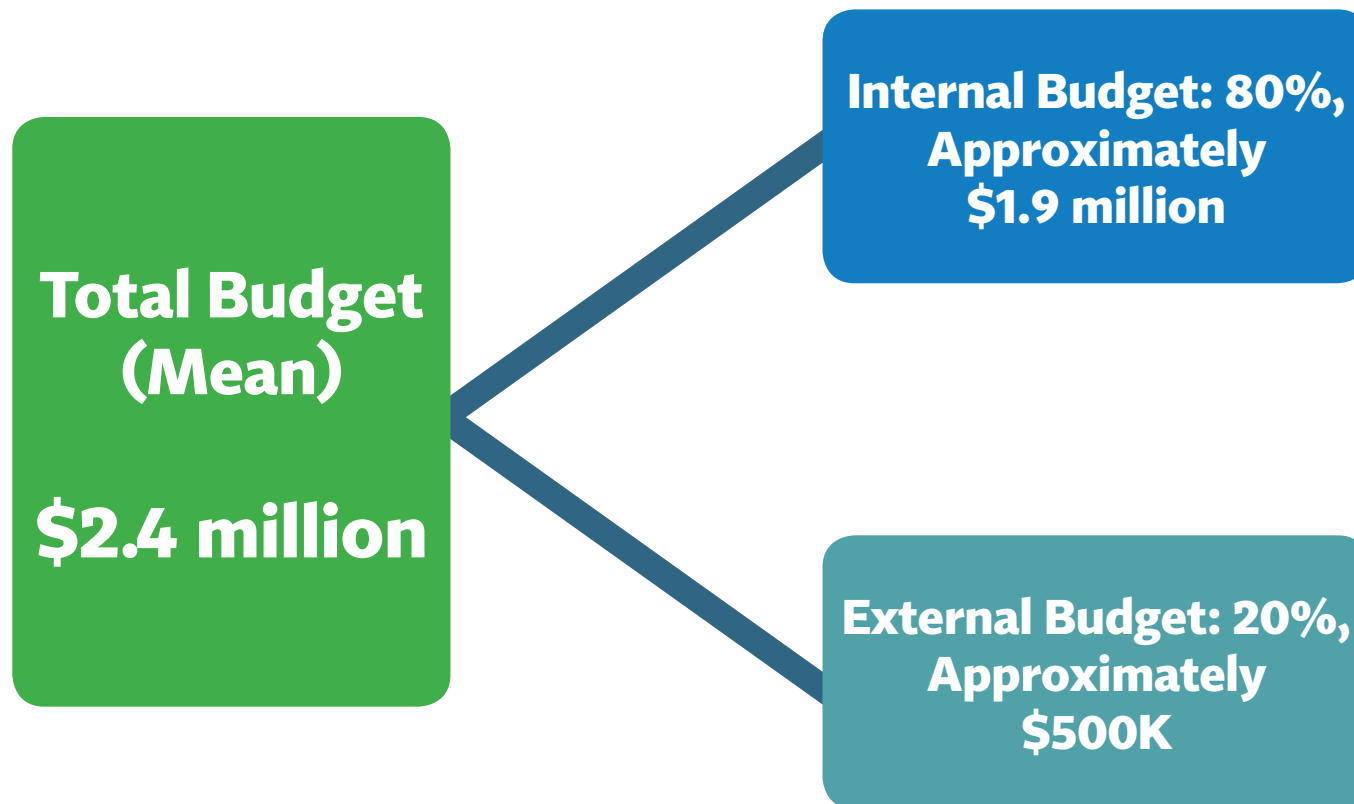 Total Budget
(Mean)
$2.4 million
Internal Budget: 80%,
Approximately
$1.9 million
External Budget: 20%,
Approximately
$500K